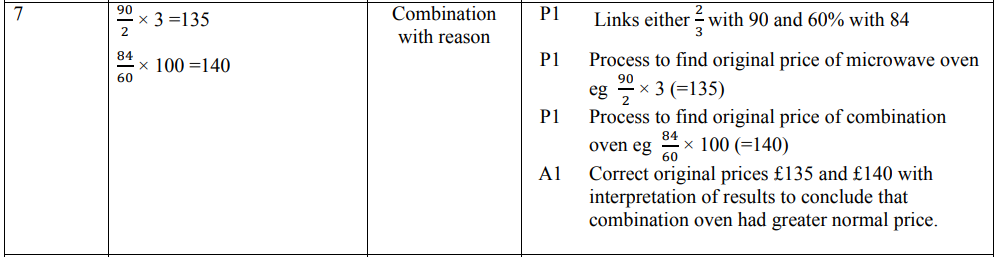 7
90/2 × 3 =135
84/60 × 100 =140
Combination
with reason
P1 Links either 2/3 with 90 and 60% with 84
P1 Process to find original price of microwave oven
eg 90/2 × 3 (=135)
P1 Process to find original price of combination
oven eg 84/60 × 100 (=140)
A1 Correct original prices £135 and £140 with
interpretation of results to conclude that
combination oven had greater normal price.